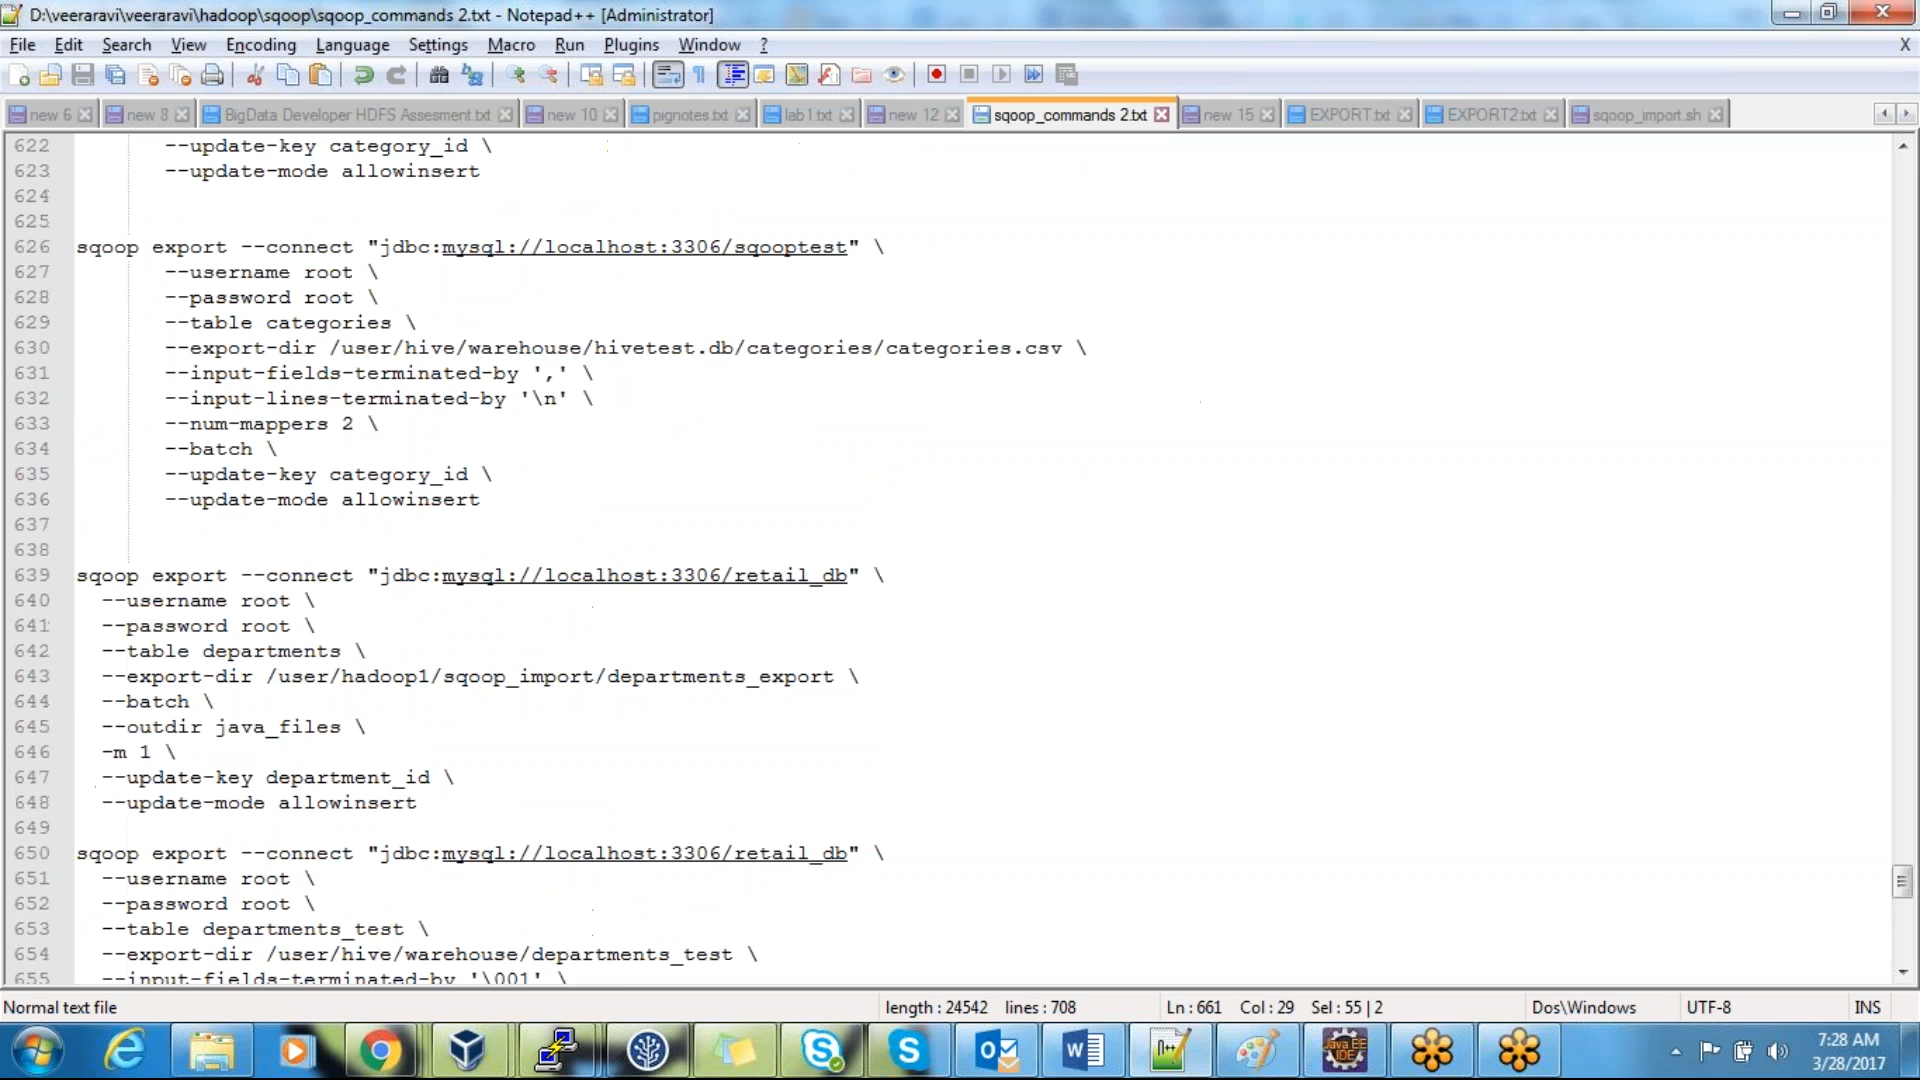 D:\veeraravi\veeraravi\hadoop\sqoop\sqoop_commands 2.txt - Notepad++ [Administrator]
File Edit Search View Encoding Language Settings Macro Run Plugins Window ? X
new 6 new 8 BigData Developer HDFS Assesment.txt new 10 pignotes.txt lab1.txt new 12 sqoop_commands 2.txt new 15 EXPORT.txt EXPORT2.txt sqoop_import.sh
622 --update-key category_id \
623 --update-mode allowinsert
624
625
626 sqoop export --connect "jdbc:mysql://localhost:3306/sqooptest" \
627 --username root \
628 --password root \
629 --table categories \
630 --export-dir /user/hive/warehouse/hivetest.db/categories/categories.csv \
631 --input-fields-terminated-by ',' \
632 --input-lines-terminated-by '\n' \
633 --num-mappers 2 \
634 --batch \
635 --update-key category_id \
636 --update-mode allowinsert
637
638
639 sqoop export --connect "jdbc:mysql://localhost:3306/retail_db" \
640 --username root \
641 --password root \
642 --table departments \
643 --export-dir /user/hadoop1/sqoop_import/departments_export \
644 --batch \
645 --outdir java_files \
646 -m 1 \
647 --update-key department_id \
648 --update-mode allowinsert
649
650 sqoop export --connect "jdbc:mysql://localhost:3306/retail_db" \
651 --username root \
652 --password root \
653 --table departments_test \
654 --export-dir /user/hive/warehouse/departments_test \
655 --input-fields-terminated-by '\001' \
Normal text file length : 24542 lines : 708 Ln : 661 Col : 29 Sel : 55 | 2 Dos\Windows UTF-8 INS
7:28 AM
3/28/2017